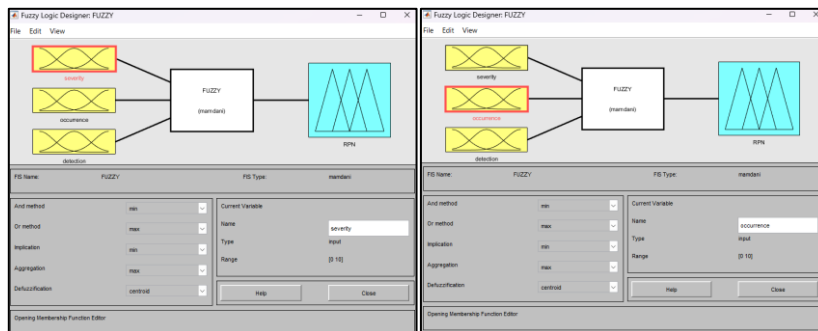 Fuzzy Logic Designer: FUZZY
File Edit View
severity
FUZZY
(mamdani)
occurrence
RPN
detection
FIS Name: FUZZY FIS Type: mamdani
And method min
Or method max
Implication min
Aggregation max
Defuzzification centroid
Current Variable
Name severity
Type input
Range [0 10]
Help Close
Opening Membership Function Editor
Fuzzy Logic Designer: FUZZY
File Edit View
severity
FUZZY
(mamdani)
occurrence
RPN
detection
FIS Name: FUZZY FIS Type: mamdani
And method min
Or method max
Implication min
Aggregation max
Defuzzification centroid
Current Variable
Name occurrence
Type input
Range [0 10]
Help Close
Opening Membership Function Editor